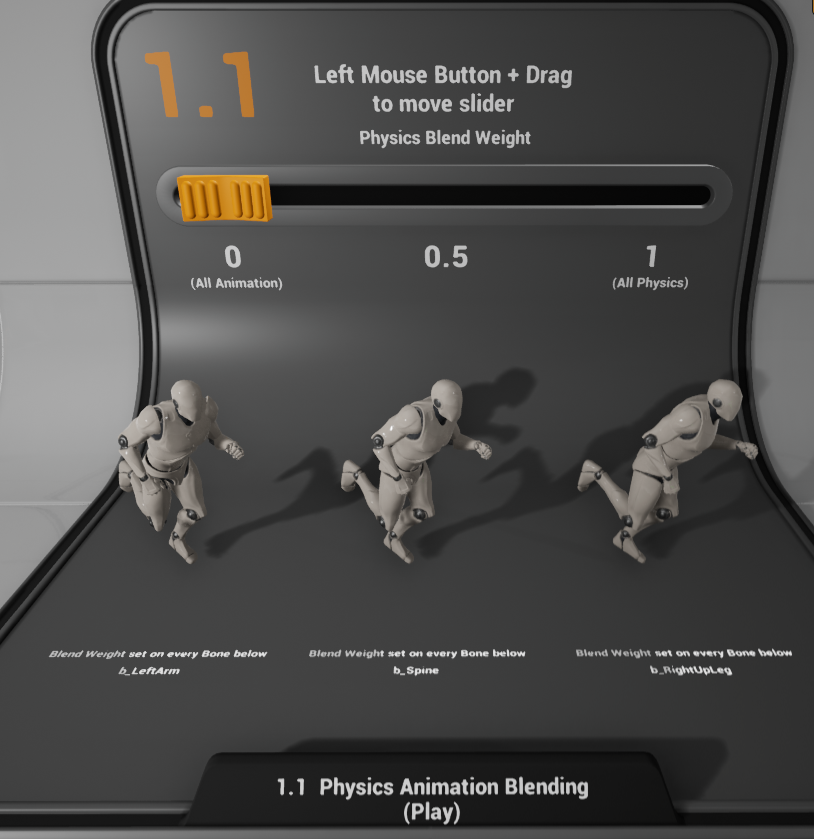 1.1
Left Mouse Button + Drag
to move slider
Physics Blend Weight
0
0.5
1
(All Animation)
(All Physics)
Blend Weight set on every Bone below
b_LeftArm
Blend Weight set on every Bone below
b_Spine
Blend Weight set on every Bone below
b_RightUpLeg
1.1 Physics Animation Blending
(Play)